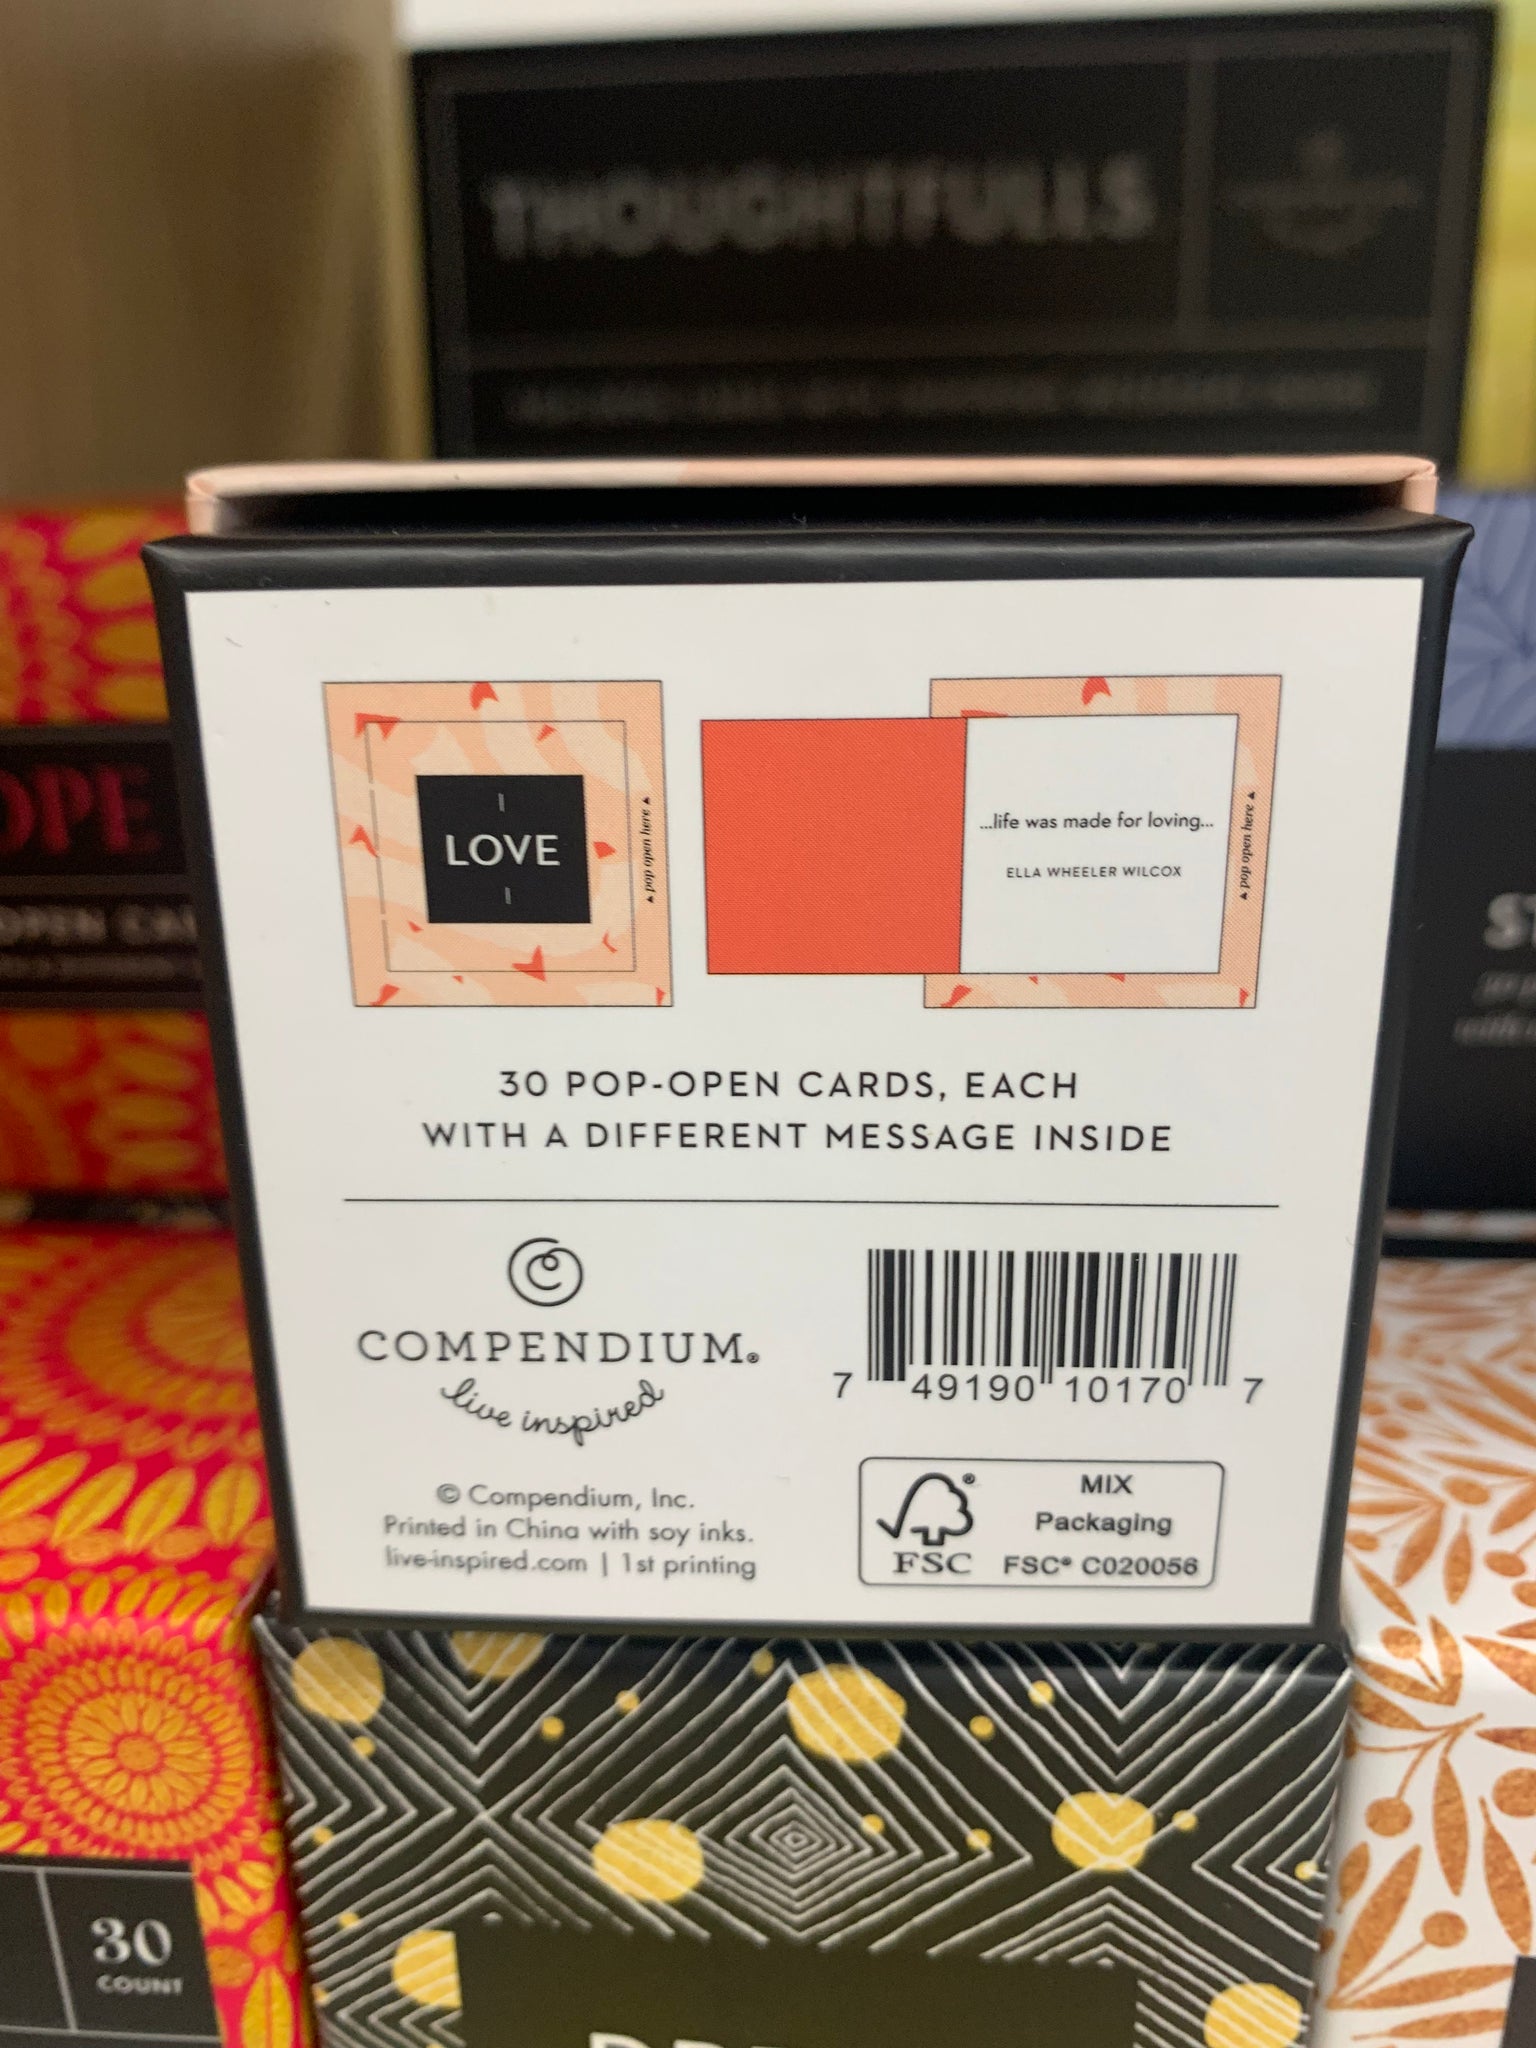 THOUGHTFULLS
LOVE
pop open here
...life was made for loving...
ELLA WHEELER WILCOX
pop open here
30 POP-OPEN CARDS, EACH
WITH A DIFFERENT MESSAGE INSIDE
COMPENDIUM®
live inspired
7 49190 10170 7
© Compendium, Inc.
Printed in China with soy inks.
live-inspired.com | 1st printing
FSC®
MIX
Packaging
FSC® C020056
OPE
OPEN
30
COUNT